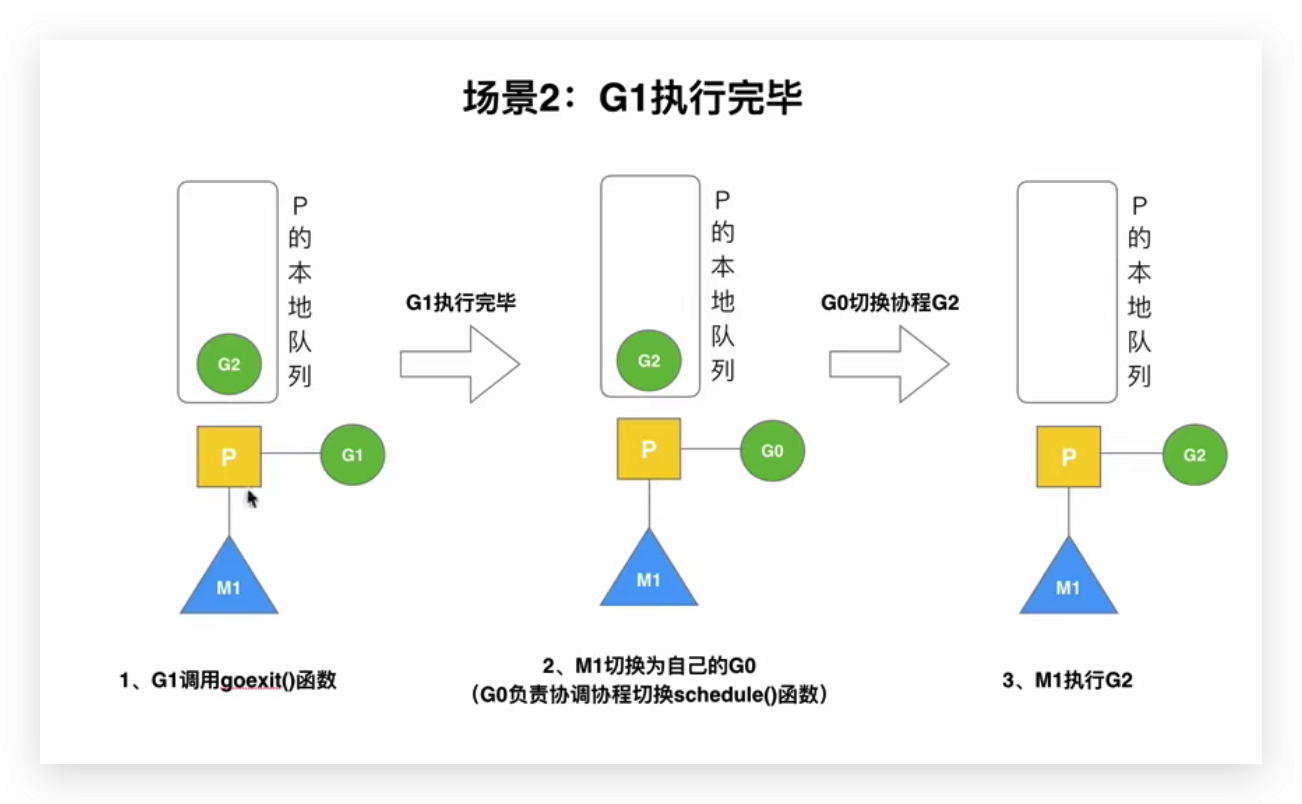 场景2：G1执行完毕
P的本地队列
G2
P
G1
M1
1、G1调用goexit()函数
G1执行完毕
P的本地队列
G2
P
G0
M1
2、M1切换为自己的G0
（G0负责协调协程切换schedule()函数）
G0切换协程G2
P的本地队列
P
G2
M1
3、M1执行G2